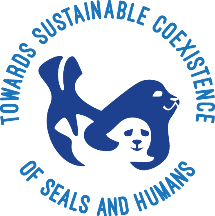 TOWARDS SUSTAINABLE COEXISTENCE
OF SEALS AND HUMANS